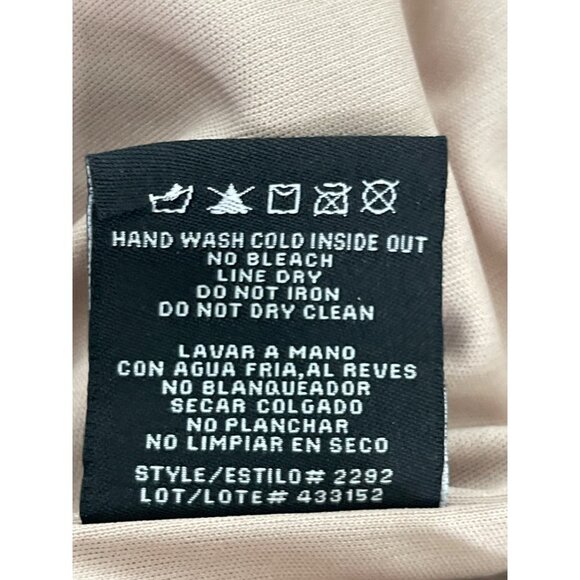 HAND WASH COLD INSIDE OUT
NO BLEACH
LINE DRY
DO NOT IRON
DO NOT DRY CLEAN
LAVAR A MANO
CON AGUA FRIA,AL REVES
NO BLANQUEADOR
SECAR COLGADO
NO PLANCHAR
NO LIMPIAR EN SECO
STYLE/ESTILO# 2292
LOT/LOTE# 433152